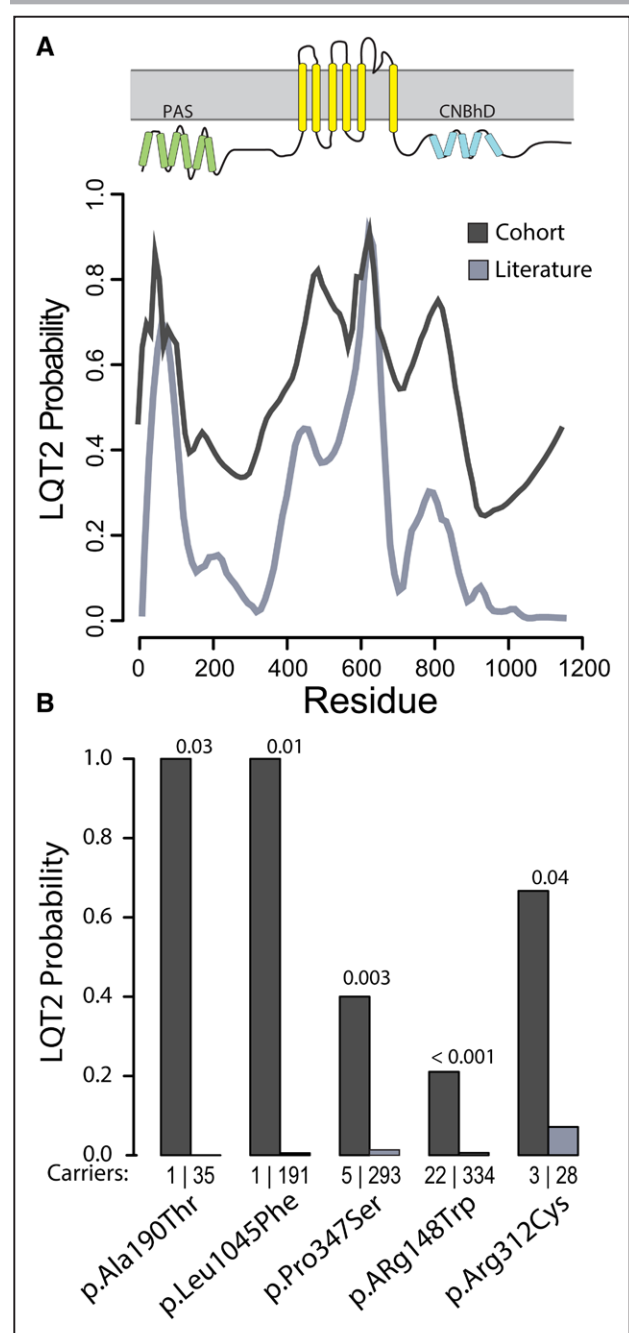 A
PAS
CNBhD
Cohort
Literature
LQT2 Probability
1.0
0.8
0.6
0.4
0.2
0.0
0 200 400 600 800 1000 1200
Residue
B
LQT2 Probability
1.0
0.8
0.6
0.4
0.2
0.0
0.03
0.01
0.003
< 0.001
0.04
Carriers: 1 | 35 1 | 191 5 | 293 22 | 334 3 | 28
p.Ala190Thr
p.Leu1045Phe
p.Pro347Ser
p.ARg148Trp
p.Arg312Cys